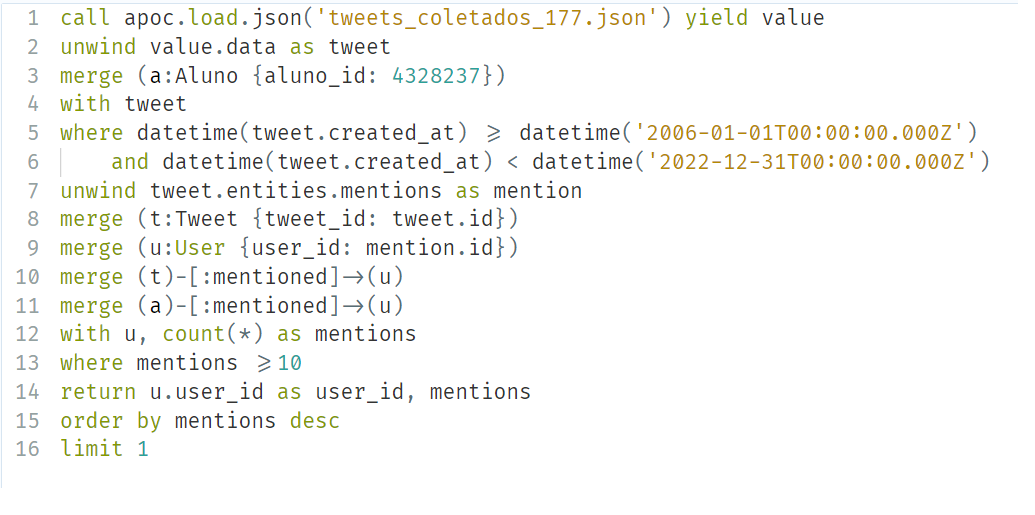 1 call apoc.load.json('tweets_coletados_177.json') yield value
2 unwind value.data as tweet
3 merge (a:Aluno {aluno_id: 4328237})
4 with tweet
5 where datetime(tweet.created_at) >= datetime('2006-01-01T00:00:00.000Z')
6 and datetime(tweet.created_at) < datetime('2022-12-31T00:00:00.000Z')
7 unwind tweet.entities.mentions as mention
8 merge (t:Tweet {tweet_id: tweet.id})
9 merge (u:User {user_id: mention.id})
10 merge (t)-[:mentioned]->(u)
11 merge (a)-[:mentioned]->(u)
12 with u, count(*) as mentions
13 where mentions >=10
14 return u.user_id as user_id, mentions
15 order by mentions desc
16 limit 1